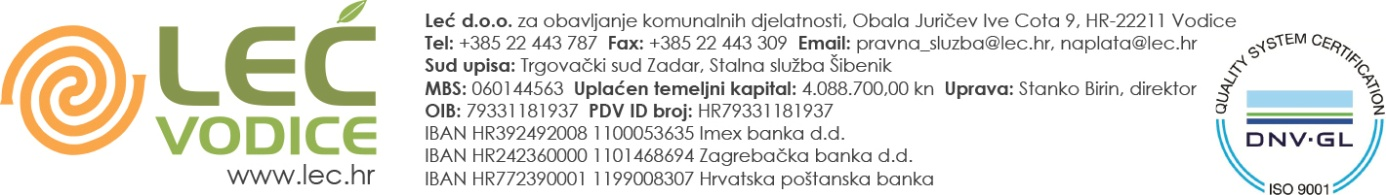 LEĆ
VODICE
www.lec.hr
Leć d.o.o. za obavljanje komunalnih djelatnosti, Obala Juričev Ive Cota 9, HR-22211 Vodice
Tel: +385 22 443 787 Fax: +385 22 443 309 Email: pravna_sluzba@lec.hr, naplata@lec.hr
Sud upisa: Trgovački sud Zadar, Stalna služba Šibenik
MBS: 060144563 Uplaćen temeljni kapital: 4.088.700,00 kn Uprava: Stanko Birin, direktor
OIB: 79331181937 PDV ID broj: HR79331181937
IBAN HR392492008 1100053635 Imex banka d.d.
IBAN HR242360000 1101468694 Zagrebačka banka d.d.
IBAN HR772390001 1199008307 Hrvatska poštanska banka
QUALITY SYSTEM CERTIFICATION
DNV·GL
ISO 9001